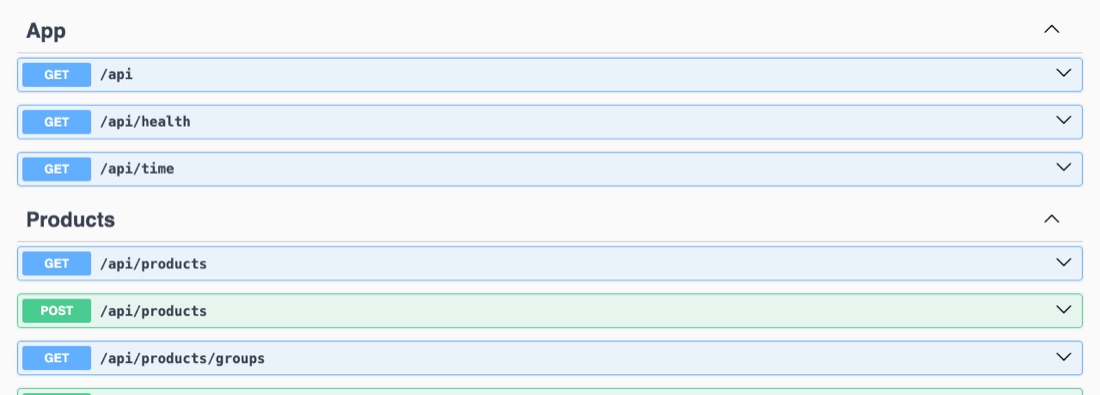 App
GET /api
GET /api/health
GET /api/time
Products
GET /api/products
POST /api/products
GET /api/products/groups